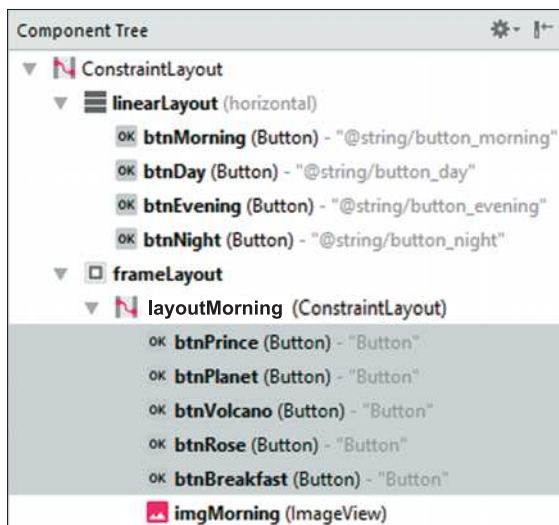 Component Tree
ConstraintLayout
linearLayout (horizontal)
OK btnMorning (Button) - "@string/button_morning"
OK btnDay (Button) - "@string/button_day"
OK btnEvening (Button) - "@string/button_evening"
OK btnNight (Button) - "@string/button_night"
frameLayout
layoutMorning (ConstraintLayout)
OK btnPrince (Button) - "Button"
OK btnPlanet (Button) - "Button"
OK btnVolcano (Button) - "Button"
OK btnRose (Button) - "Button"
OK btnBreakfast (Button) - "Button"
imgMorning (ImageView)